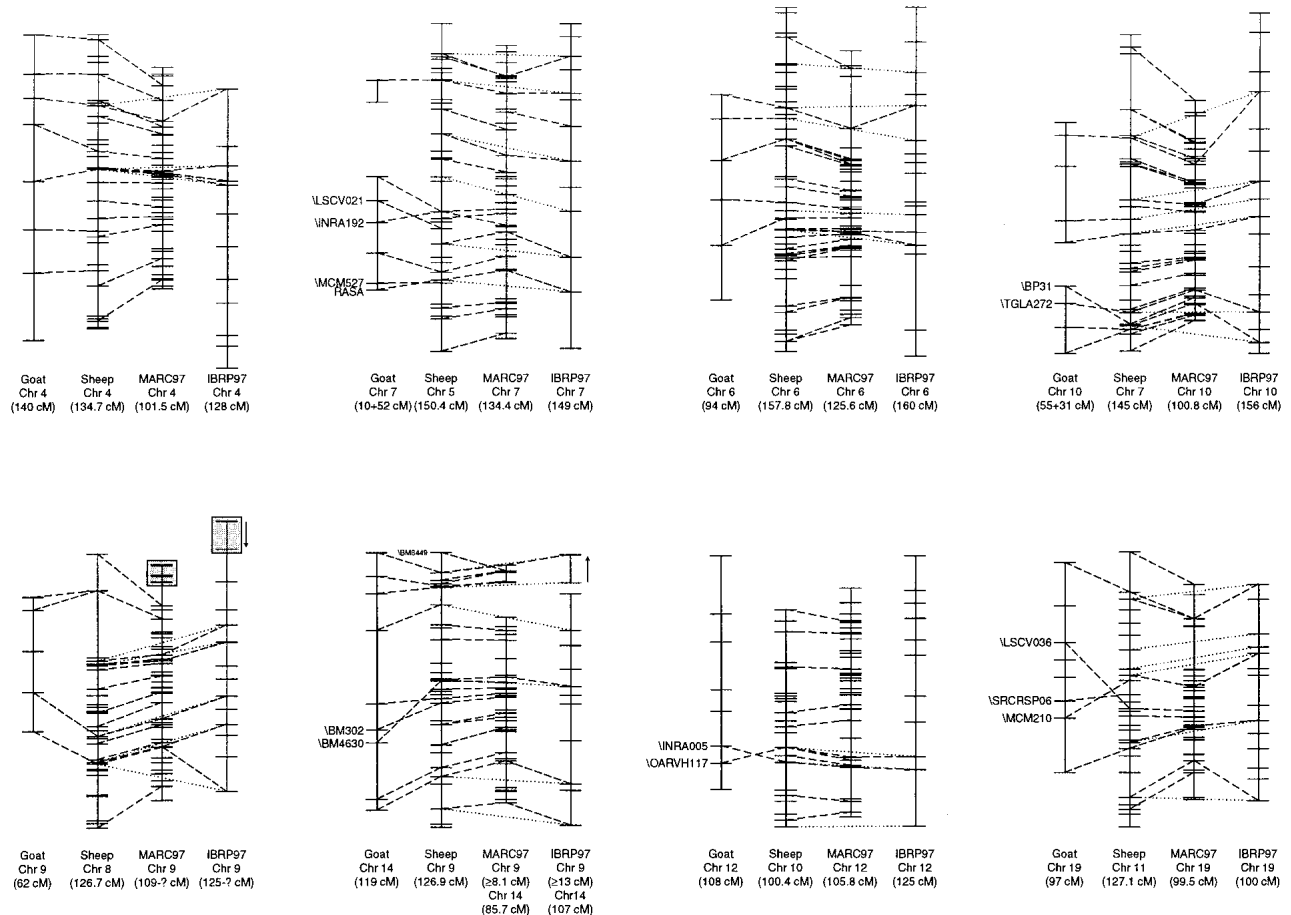 \LSCV021
\INRA192
\MCM527
RASA
\BP31
\TGLA272
Goat Sheep MARC97 IBRP97
Chr 4 Chr 4 Chr 4 Chr 4
(140 cM) (134.7 cM) (101.5 cM) (128 cM)
Goat Sheep MARC97 IBRP97
Chr 7 Chr 5 Chr 7 Chr 7
(10+52 cM) (150.4 cM) (134.4 cM) (149 cM)
Goat Sheep MARC97 IBRP97
Chr 6 Chr 6 Chr 6 Chr 6
(94 cM) (157.8 cM) (125.6 cM) (160 cM)
Goat Sheep MARC97 IBRP97
Chr 10 Chr 7 Chr 10 Chr 10
(55+31 cM) (145 cM) (100.8 cM) (156 cM)
\BM302
\BM4630
\INRA005
\OARVH117
\LSCV036
\SRCRSP06
\MCM210
Goat Sheep MARC97 IBRP97
Chr 9 Chr 8 Chr 9 Chr 9
(62 cM) (126.7 cM) (109-? cM) (125-? cM)
Goat Sheep MARC97 IBRP97
Chr 14 Chr 9 Chr 9 Chr 9
(119 cM) (126.9 cM) (≥8.1 cM) (≥13 cM)
Chr 14 Chr14
(85.7 cM) (107 cM)
Goat Sheep MARC97 IBRP97
Chr 12 Chr 10 Chr 12 Chr 12
(108 cM) (100.4 cM) (105.8 cM) (125 cM)
Goat Sheep MARC97 IBRP97
Chr 19 Chr 11 Chr 19 Chr 19
(97 cM) (127.1 cM) (99.5 cM) (100 cM)